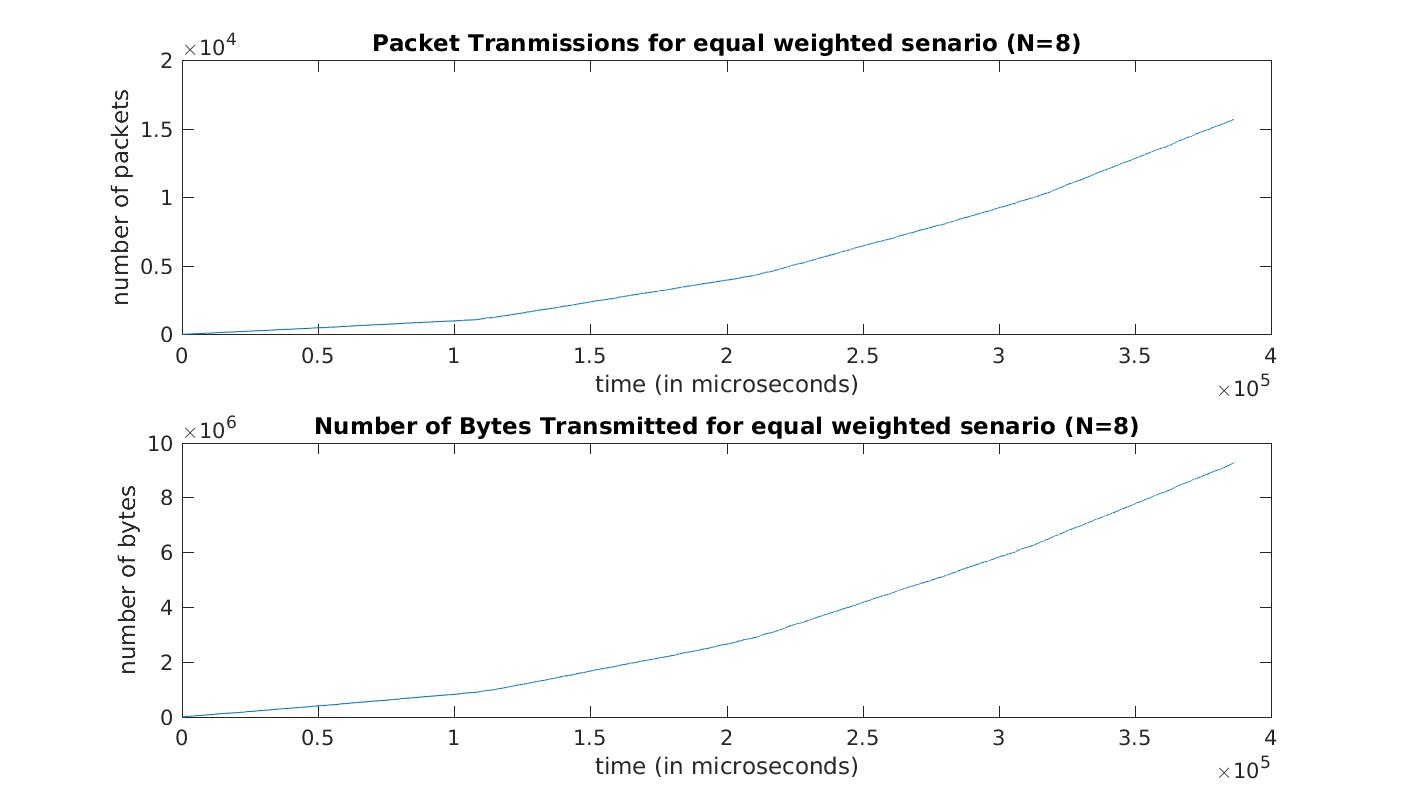 Packet Tranmissions for equal weighted senario (N=8)
×10^4
2
1.5
1
0.5
0
number of packets
0 0.5 1 1.5 2 2.5 3 3.5 4
time (in microseconds)
×10^5
Number of Bytes Transmitted for equal weighted senario (N=8)
×10^6
10
8
6
4
2
0
number of bytes
0 0.5 1 1.5 2 2.5 3 3.5 4
time (in microseconds)
×10^5